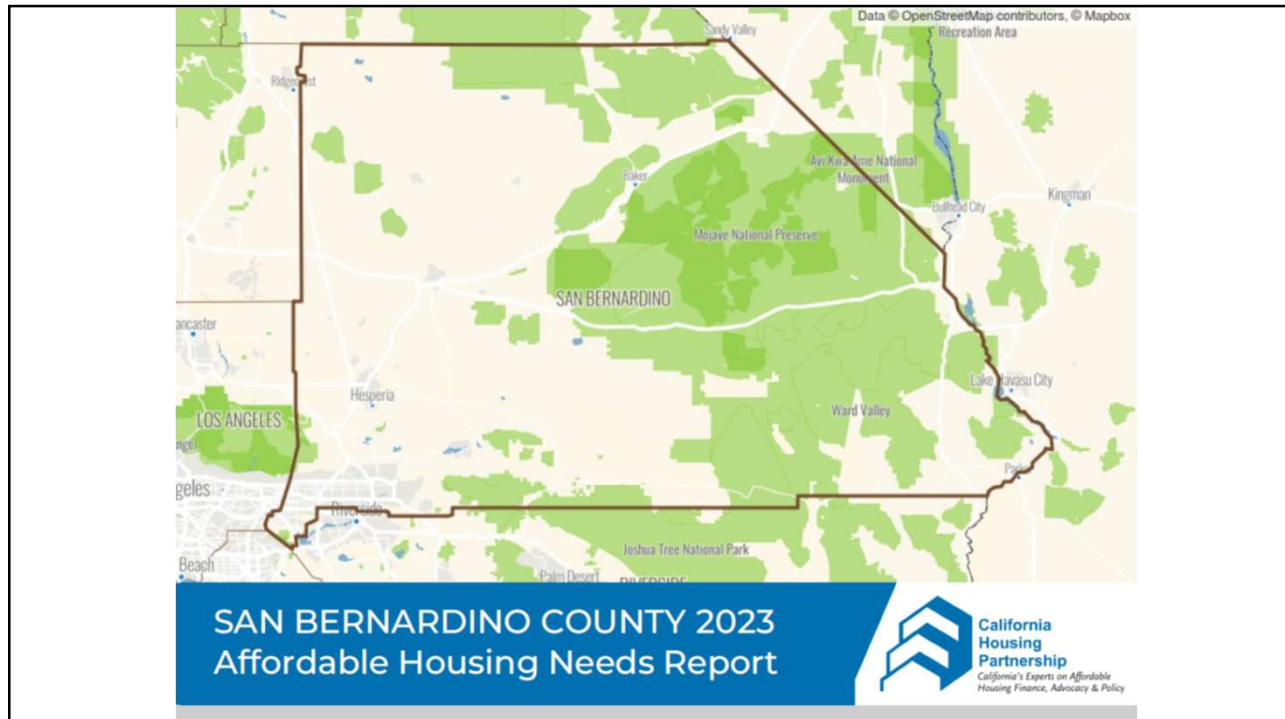 Data © OpenStreetMap contributors, © Mapbox
Sandy Valley
Recreation Area
Ridgecrest
Avi Kwa Ame National
Monument
Baker
Kingman
Bullhead City
Mojave National Preserve
SAN BERNARDINO
ancaster
Lake Havasu City
Hesperia
LOS ANGELES
Ward Valley
ngel
geles
Riverside
Joshua Tree National Park
Beach
Palm Desert
RIVERSIDE
SAN BERNARDINO COUNTY 2023
Affordable Housing Needs Report
California
Housing
Partnership
California's Experts on Affordable
Housing Finance, Advocacy & Policy